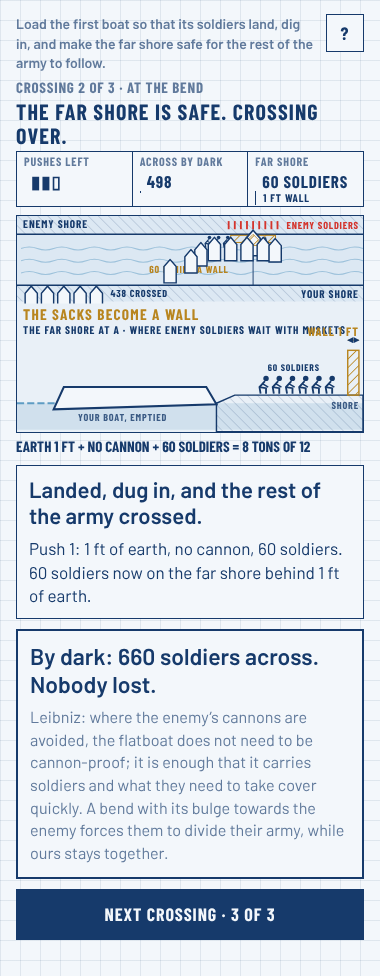 Load the first boat so that its soldiers land, dig
in, and make the far shore safe for the rest of the
army to follow.
?
CROSSING 2 OF 3 · AT THE BEND
THE FAR SHORE IS SAFE. CROSSING
OVER.
PUSHES LEFT
ACROSS BY DARK
498
FAR SHORE
60 SOLDIERS
1 FT WALL
ENEMY SHORE
ENEMY SOLDIERS
60
A WALL
438 CROSSED
YOUR SHORE
THE SACKS BECOME A WALL
THE FAR SHORE AT A · WHERE ENEMY SOLDIERS WAIT WITH MUSKETS
WALL 1 FT
60 SOLDIERS
SHORE
YOUR BOAT, EMPTIED
EARTH 1 FT + NO CANNON + 60 SOLDIERS = 8 TONS OF 12
Landed, dug in, and the rest of
the army crossed.
Push 1: 1 ft of earth, no cannon, 60 soldiers.
60 soldiers now on the far shore behind 1 ft
of earth.
By dark: 660 soldiers across.
Nobody lost.
Leibniz: where the enemy's cannons are
avoided, the flatboat does not need to be
cannon-proof; it is enough that it carries
soldiers and what they need to take cover
quickly. A bend with its bulge towards the
enemy forces them to divide their army, while
ours stays together.
NEXT CROSSING · 3 OF 3